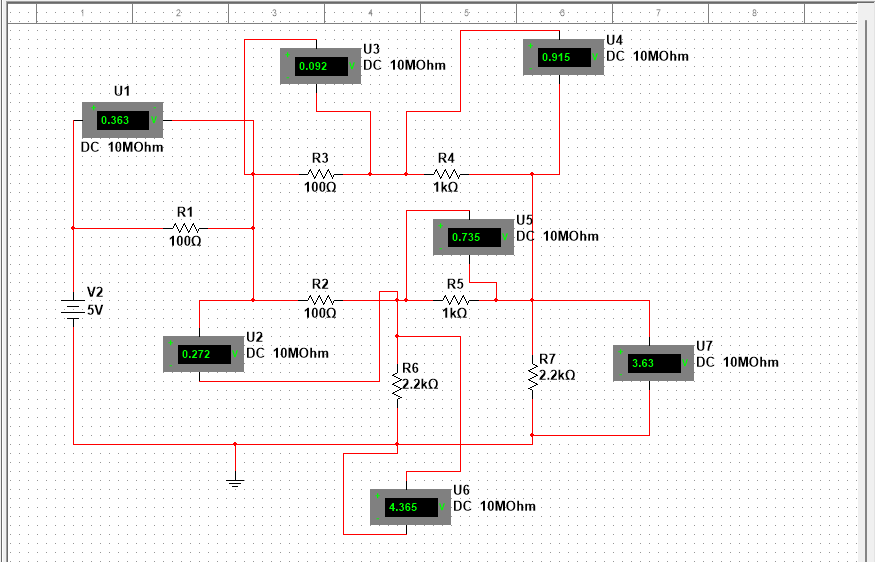 1 2 3 4 5 6 7 8
U3
0.092 V
DC 10MOhm
U4
0.915 V
DC 10MOhm
U1
0.363 V
DC 10MOhm
R3
100Ω
R4
1kΩ
R1
100Ω
U5
0.735 V
DC 10MOhm
V2
5V
R2
100Ω
R5
1kΩ
U2
0.272 V
DC 10MOhm
R6
2.2kΩ
R7
2.2kΩ
U7
3.63 V
DC 10MOhm
U6
4.365 V
DC 10MOhm